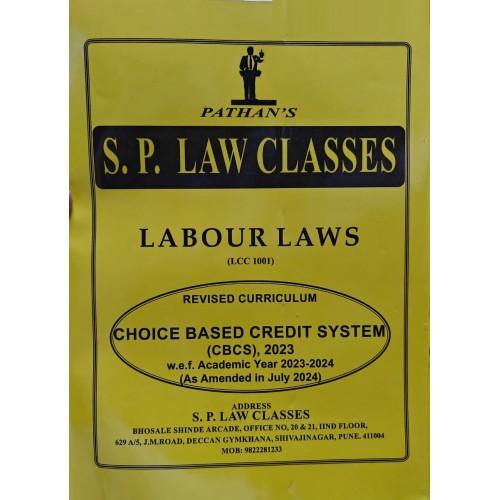 PATHAN'S
S. P. LAW CLASSES
LABOUR LAWS
(LCC 1001)
REVISED CURRICULUM
CHOICE BASED CREDIT SYSTEM
(CBCS), 2023
w.e.f. Academic Year 2023-2024
(As Amended in July 2024)
ADDRESS
S. P. LAW CLASSES
BHOSALE SHINDE ARCADE, OFFICE NO, 20 & 21, IIND FLOOR,
629 A/5, J.M.ROAD, DECCAN GYMKHANA, SHIVAJINAGAR, PUNE. 411004
MOB: 9822281233